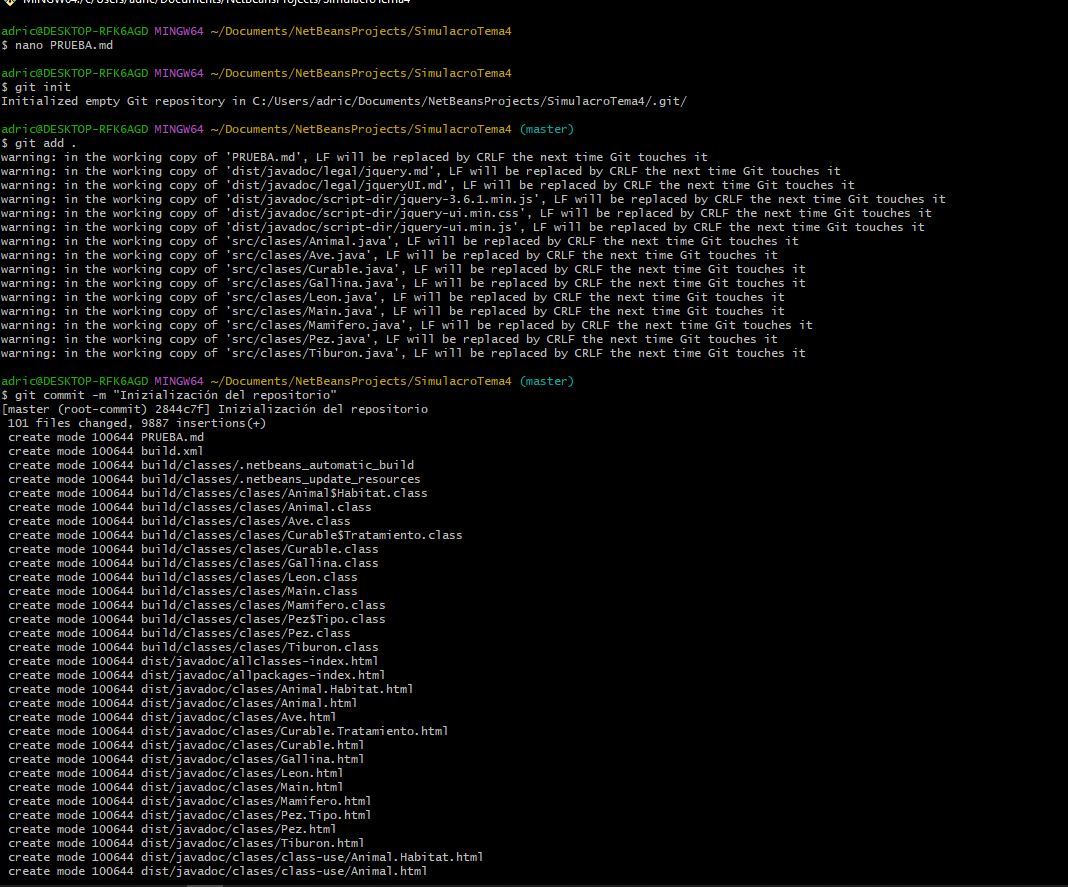 MINGW64:/c/Users/adric/Documents/NetBeansProjects/SimulacroTema4
adric@DESKTOP-RFK6AGD MINGW64 ~/Documents/NetBeansProjects/SimulacroTema4
$ nano PRUEBA.md
adric@DESKTOP-RFK6AGD MINGW64 ~/Documents/NetBeansProjects/SimulacroTema4
$ git init
Initialized empty Git repository in C:/Users/adric/Documents/NetBeansProjects/SimulacroTema4/.git/
adric@DESKTOP-RFK6AGD MINGW64 ~/Documents/NetBeansProjects/SimulacroTema4 (master)
$ git add .
warning: in the working copy of 'PRUEBA.md', LF will be replaced by CRLF the next time Git touches it
warning: in the working copy of 'dist/javadoc/legal/jquery.md', LF will be replaced by CRLF the next time Git touches it
warning: in the working copy of 'dist/javadoc/legal/jqueryUI.md', LF will be replaced by CRLF the next time Git touches it
warning: in the working copy of 'dist/javadoc/script-dir/jquery-3.6.1.min.js', LF will be replaced by CRLF the next time Git touches it
warning: in the working copy of 'dist/javadoc/script-dir/jquery-ui.min.css', LF will be replaced by CRLF the next time Git touches it
warning: in the working copy of 'dist/javadoc/script-dir/jquery-ui.min.js', LF will be replaced by CRLF the next time Git touches it
warning: in the working copy of 'src/clases/Animal.java', LF will be replaced by CRLF the next time Git touches it
warning: in the working copy of 'src/clases/Ave.java', LF will be replaced by CRLF the next time Git touches it
warning: in the working copy of 'src/clases/Curable.java', LF will be replaced by CRLF the next time Git touches it
warning: in the working copy of 'src/clases/Gallina.java', LF will be replaced by CRLF the next time Git touches it
warning: in the working copy of 'src/clases/Leon.java', LF will be replaced by CRLF the next time Git touches it
warning: in the working copy of 'src/clases/Main.java', LF will be replaced by CRLF the next time Git touches it
warning: in the working copy of 'src/clases/Mamifero.java', LF will be replaced by CRLF the next time Git touches it
warning: in the working copy of 'src/clases/Pez.java', LF will be replaced by CRLF the next time Git touches it
warning: in the working copy of 'src/clases/Tiburon.java', LF will be replaced by CRLF the next time Git touches it
adric@DESKTOP-RFK6AGD MINGW64 ~/Documents/NetBeansProjects/SimulacroTema4 (master)
$ git commit -m "Inizialización del repositorio"
[master (root-commit) 2844c7f] Inizialización del repositorio
101 files changed, 9887 insertions(+)
create mode 100644 PRUEBA.md
create mode 100644 build.xml
create mode 100644 build/classes/.netbeans_automatic_build
create mode 100644 build/classes/.netbeans_update_resources
create mode 100644 build/classes/clases/Animal$Habitat.class
create mode 100644 build/classes/clases/Animal.class
create mode 100644 build/classes/clases/Ave.class
create mode 100644 build/classes/clases/Curable$Tratamiento.class
create mode 100644 build/classes/clases/Curable.class
create mode 100644 build/classes/clases/Gallina.class
create mode 100644 build/classes/clases/Leon.class
create mode 100644 build/classes/clases/Main.class
create mode 100644 build/classes/clases/Mamifero.class
create mode 100644 build/classes/clases/Pez$Tipo.class
create mode 100644 build/classes/clases/Pez.class
create mode 100644 build/classes/clases/Tiburon.class
create mode 100644 dist/javadoc/allclasses-index.html
create mode 100644 dist/javadoc/allpackages-index.html
create mode 100644 dist/javadoc/clases/Animal.Habitat.html
create mode 100644 dist/javadoc/clases/Animal.html
create mode 100644 dist/javadoc/clases/Ave.html
create mode 100644 dist/javadoc/clases/Curable.Tratamiento.html
create mode 100644 dist/javadoc/clases/Curable.html
create mode 100644 dist/javadoc/clases/Gallina.html
create mode 100644 dist/javadoc/clases/Leon.html
create mode 100644 dist/javadoc/clases/Main.html
create mode 100644 dist/javadoc/clases/Mamifero.html
create mode 100644 dist/javadoc/clases/Pez.Tipo.html
create mode 100644 dist/javadoc/clases/Pez.html
create mode 100644 dist/javadoc/clases/Tiburon.html
create mode 100644 dist/javadoc/clases/class-use/Animal.Habitat.html
create mode 100644 dist/javadoc/clases/class-use/Animal.html